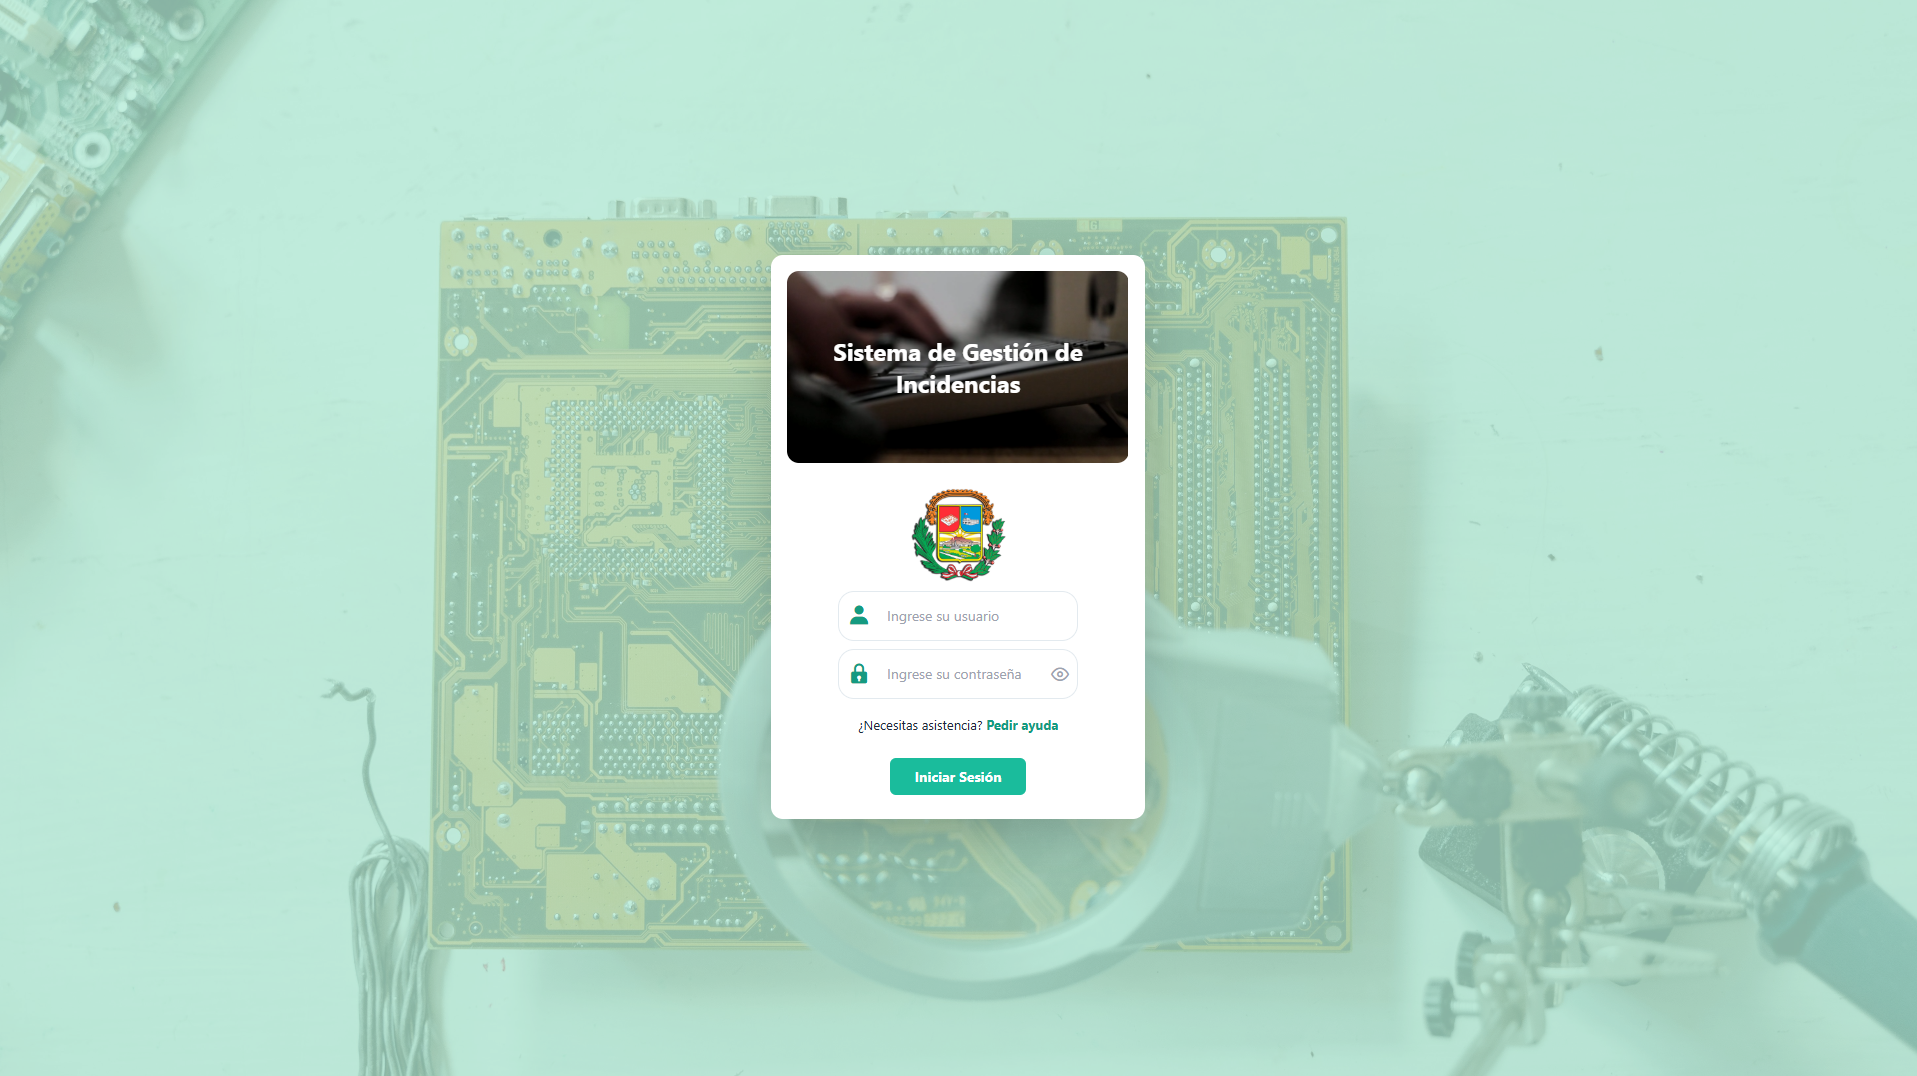 Sistema de Gestión de
Incidencias
Ingrese su usuario
Ingrese su contraseña
¿Necesitas asistencia? Pedir ayuda
Iniciar Sesión